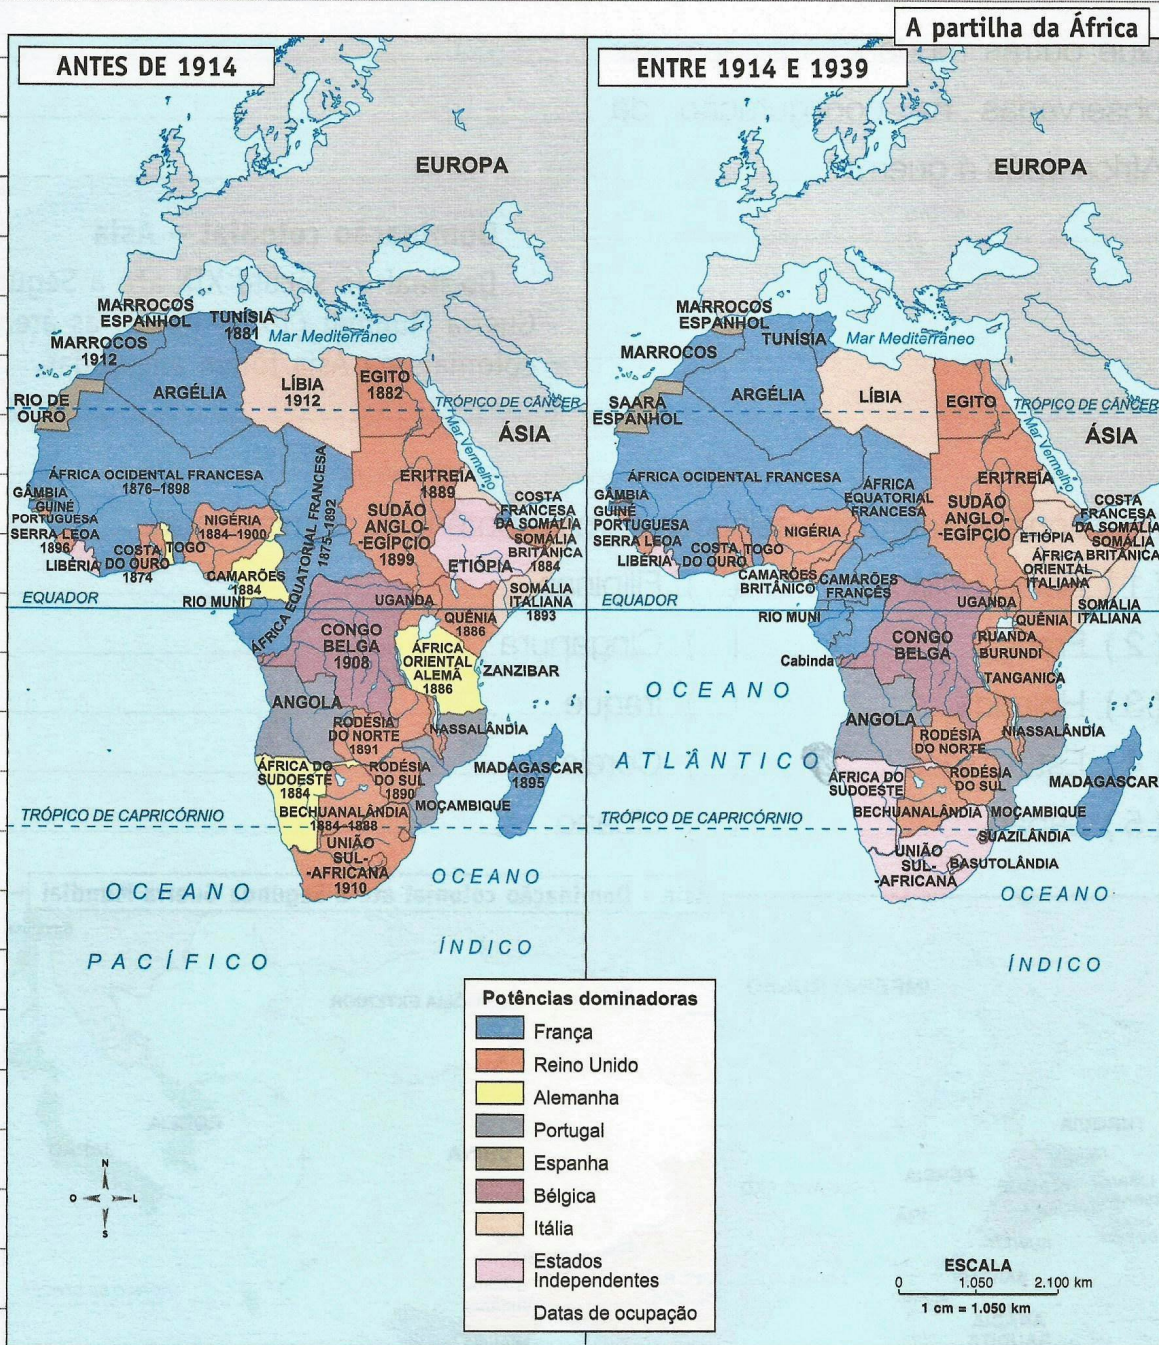 A partilha da África
ANTES DE 1914
EUROPA
MARROCOS
ESPANHOL
TUNÍSIA
1881
Mar Mediterrâneo
MARROCOS
1912
ARGÉLIA
LÍBIA
1912
EGITO
1882
RIO DE
OURO
TRÓPICO DE CÂNCER
ÁSIA
Mar Vermelho
ÁFRICA OCIDENTAL FRANCESA
1876–1898
ERITREIA
1889
GÂMBIA
GUINÉ
PORTUGUESA
SERRA LEOA
1896
LIBÉRIA
COSTA
DO OURO
1874
TOGO
NIGÉRIA
1884–1900
CAMARÕES
1884
ÁFRICA EQUATORIAL FRANCESA
1875–1892
SUDÃO
ANGLO-
-EGÍPCIO
1899
COSTA
FRANCESA
DA SOMÁLIA
SOMÁLIA
BRITÂNICA
1884
ETIÓPIA
SOMÁLIA
ITALIANA
1893
EQUADOR
RIO MUNI
UGANDA
QUÊNIA
1886
CONGO
BELGA
1908
ÁFRICA
ORIENTAL
ALEMÃ
1886
ZANZIBAR
ANGOLA
RODÉSIA
DO NORTE
1891
NIASSALÂNDIA
ÁFRICA DO
SUDOESTE
1884
RODÉSIA
DO SUL
1890
MADAGASCAR
1895
MOÇAMBIQUE
BECHUANALÂNDIA
1884–1888
TRÓPICO DE CAPRICÓRNIO
UNIÃO
SUL-
-AFRICANA
1910
OCEANO
PACÍFICO
OCEANO
ÍNDICO
ENTRE 1914 E 1939
EUROPA
MARROCOS
ESPANHOL
TUNÍSIA
Mar Mediterrâneo
MARROCOS
ARGÉLIA
LÍBIA
EGITO
SAARA
ESPANHOL
TRÓPICO DE CÂNCER
ÁSIA
Mar Vermelho
ÁFRICA OCIDENTAL FRANCESA
ÁFRICA
EQUATORIAL
FRANCESA
ERITREIA
GÂMBIA
GUINÉ
PORTUGUESA
SERRA LEOA
LIBÉRIA
COSTA
DO OURO
TOGO
NIGÉRIA
CAMARÕES
BRITÂNICO
CAMARÕES
FRANCÊS
SUDÃO
ANGLO-
-EGÍPCIO
COSTA
FRANCESA
DA SOMÁLIA
SOMÁLIA
BRITÂNICA
ETIÓPIA
ÁFRICA
ORIENTAL
ITALIANA
SOMÁLIA
ITALIANA
EQUADOR
RIO MUNI
UGANDA
QUÊNIA
CONGO
BELGA
RUANDA
BURUNDI
Cabinda
TANGANICA
OCEANO
ATLÂNTICO
ANGOLA
RODÉSIA
DO NORTE
NIASSALÂNDIA
ÁFRICA DO
SUDOESTE
RODÉSIA
DO SUL
MADAGASCAR
BECHUANALÂNDIA
MOÇAMBIQUE
TRÓPICO DE CAPRICÓRNIO
SUAZILÂNDIA
UNIÃO
SUL-
-AFRICANA
BASUTOLÂNDIA
OCEANO
ÍNDICO
Potências dominadoras
França
Reino Unido
Alemanha
Portugal
Espanha
Bélgica
Itália
Estados
Independentes
Datas de ocupação
N
O
L
S
ESCALA
0 1.050 2.100 km
1 cm = 1.050 km